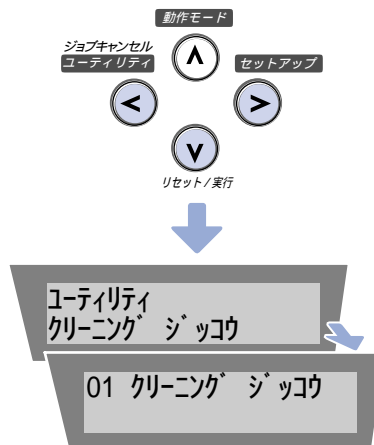 動作モード
ジョブキャンセル
ユーティリティ
セットアップ
<
>
リセット / 実行
ユーティリティ
クリーニング ジッコウ
01 クリーニング ジッコウ